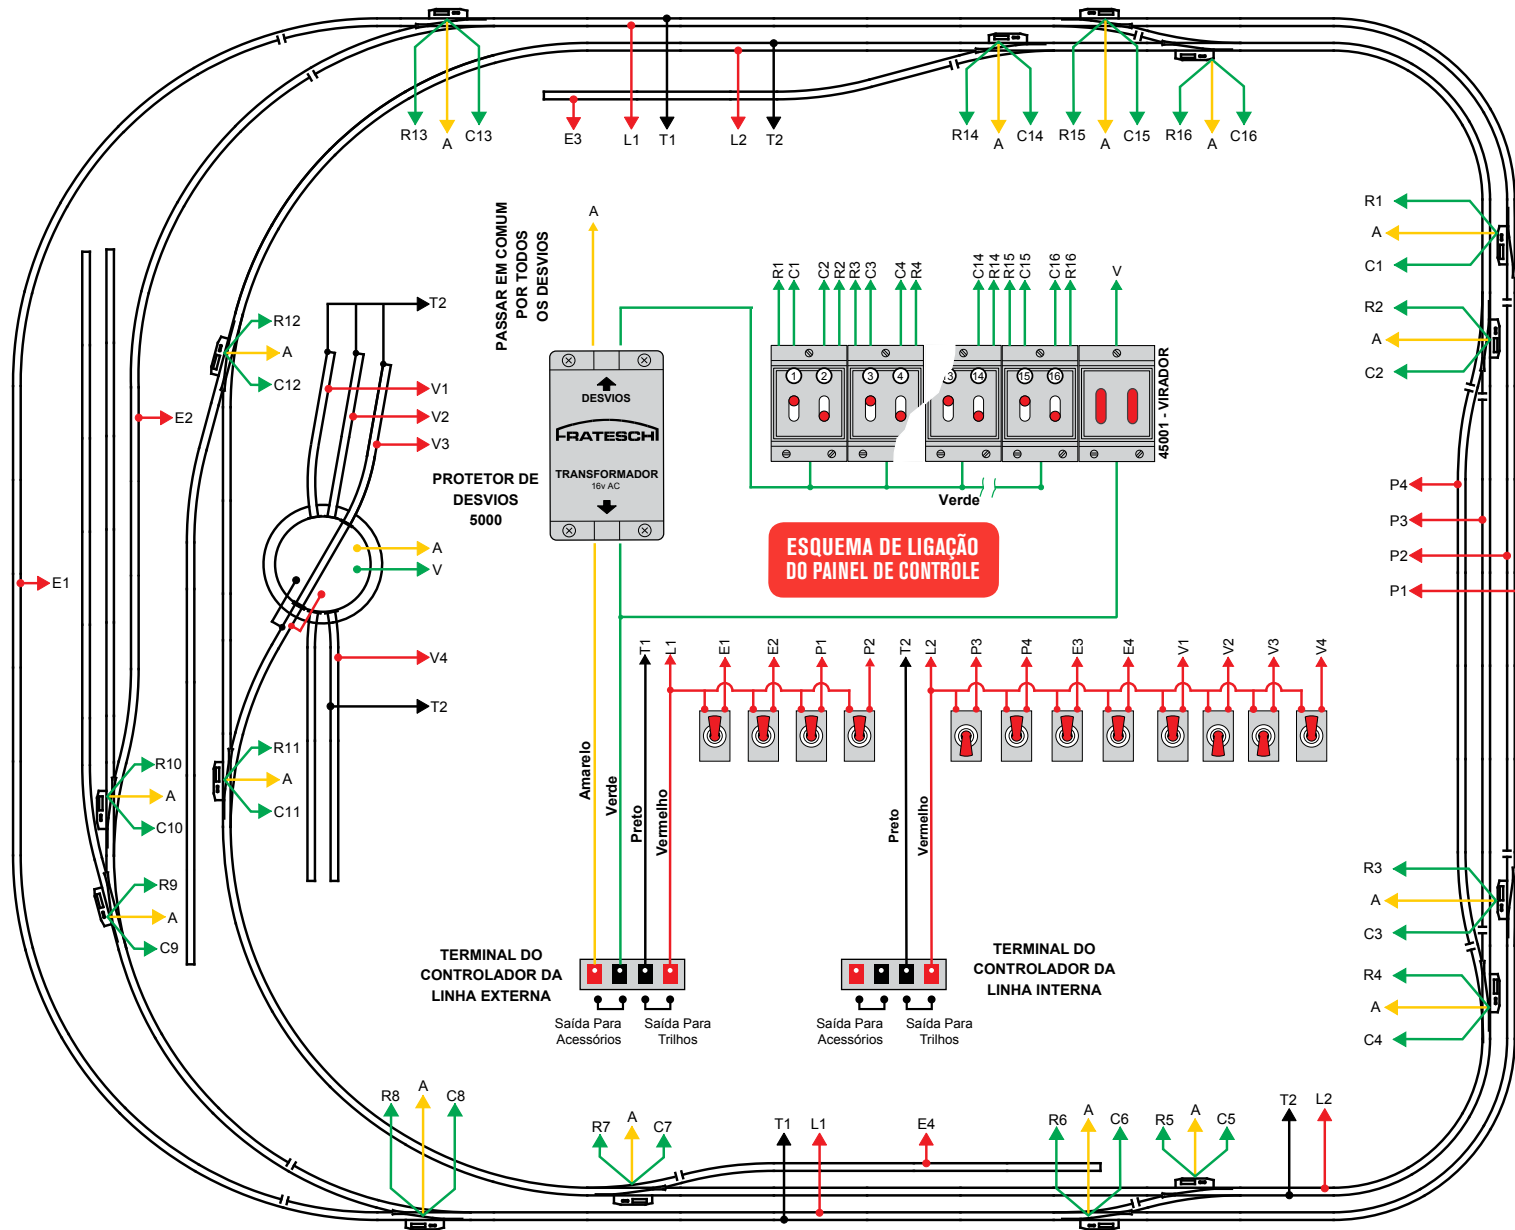 R13
A
C13
E3
L1
T1
L2
T2
R14
A
C14
R15
A
C15
R16
A
C16
PASSAR EM COMUM
POR TODOS
OS DESVIOS
A
R1
C1
C2
R2
R3
C3
C4
R4
C14
R14
R15
C15
C16
R16
V
R1
A
C1
R2
A
C2
T2
R12
A
C12
V1
V2
V3
E2
E1
DESVIOS
FRATESCHI
TRANSFORMADOR
16v AC
PROTETOR DE
DESVIOS
5000
1
2
3
4
13
14
15
16
45001 - VIRADOR
Verde
ESQUEMA DE LIGAÇÃO
DO PAINEL DE CONTROLE
A
V
V4
T2
P4
P3
P2
P1
T1
L1
E1
E2
P1
P2
T2
L2
P3
P4
E3
E4
V1
V2
V3
V4
R11
A
C11
R10
A
C10
R9
A
C9
Amarelo
Verde
Preto
Vermelho
Preto
Vermelho
R3
A
C3
R4
A
C4
TERMINAL DO
CONTROLADOR DA
LINHA EXTERNA
Saída Para
Acessórios
Saída Para
Trilhos
TERMINAL DO
CONTROLADOR DA
LINHA INTERNA
Saída Para
Acessórios
Saída Para
Trilhos
R8
A
C8
R7
A
C7
T1
L1
E4
R6
A
C6
R5
A
C5
T2
L2